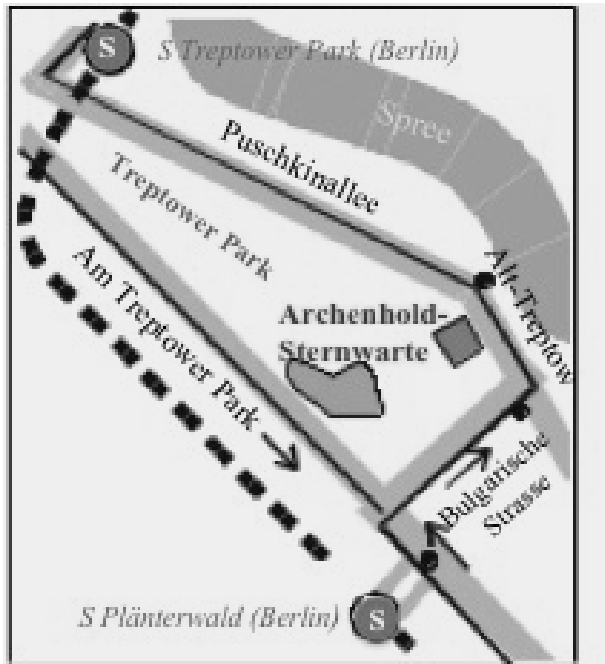 S
S Treptower Park (Berlin)
Spree
Puschkinallee
Treptower Park
Alt-Treptow
Am Treptower Park
Archenhold-
Sternwarte
Bulgarische
Strasse
S Plänterwald (Berlin)
S